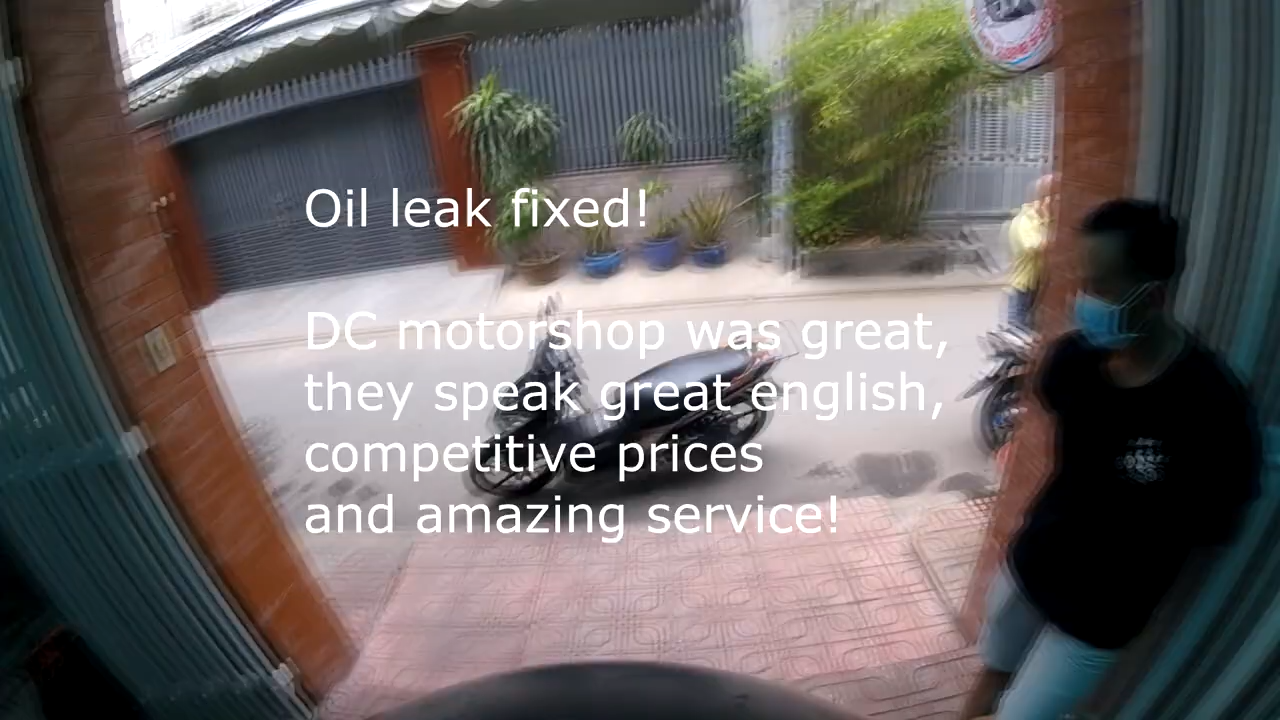 Oil leak fixed!
DC motorshop was great,
they speak great english,
competitive prices
and amazing service!